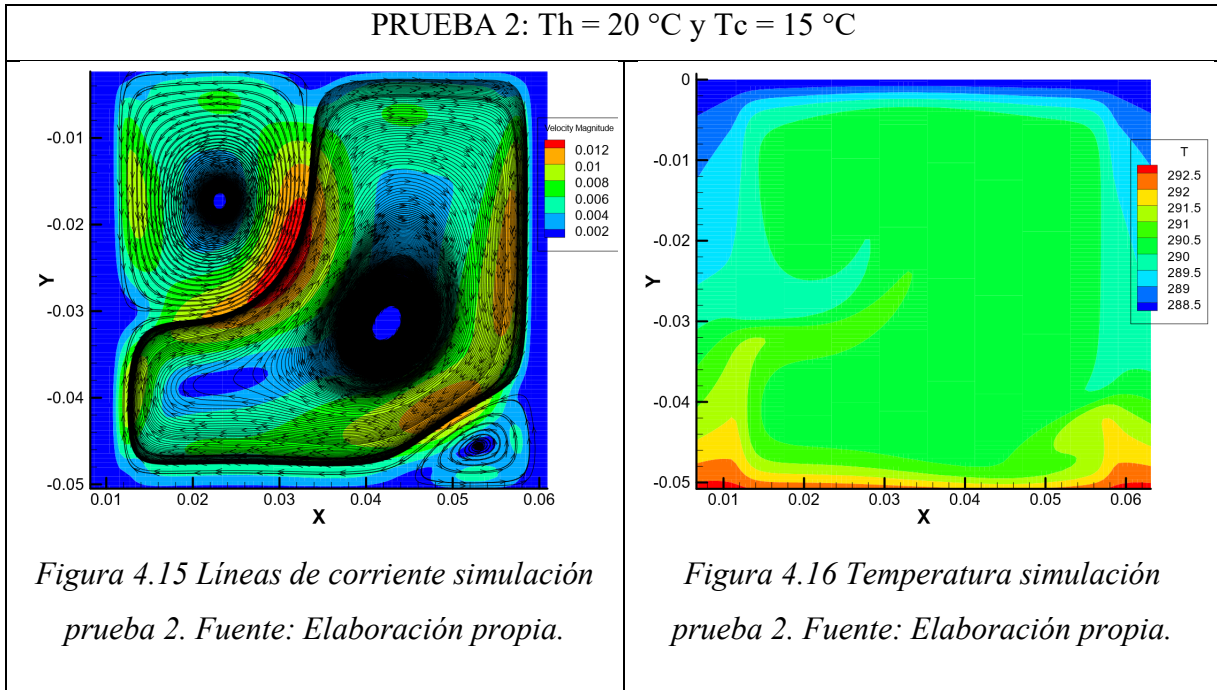 PRUEBA 2: Th = 20 °C y Tc = 15 °C
Y
-0.01
-0.02
-0.03
-0.04
-0.05
0.01 0.02 0.03 0.04 0.05 0.06
X
Velocity Magnitude
0.012
0.01
0.008
0.006
0.004
0.002
Figura 4.15 Líneas de corriente simulación
prueba 2. Fuente: Elaboración propia.
Y
0
-0.01
-0.02
-0.03
-0.04
-0.05
0.01 0.02 0.03 0.04 0.05 0.06
X
T
292.5
292
291.5
291
290.5
290
289.5
289
288.5
Figura 4.16 Temperatura simulación
prueba 2. Fuente: Elaboración propia.